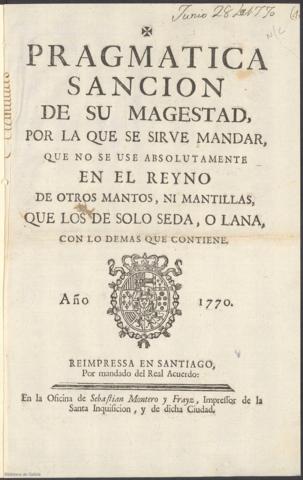 Junio 28 de 1770
N/C
PRAGMATICA
SANCION
DE SU MAGESTAD,
POR LA QUE SE SIRVE MANDAR,
QUE NO SE USE ABSOLUTAMENTE
EN EL REYNO
DE OTROS MANTOS, NI MANTILLAS,
QUE LOS DE SOLO SEDA, O LANA,
CON LO DEMAS QUE CONTIENE.
Año 1770.
REIMPRESSA EN SANTIAGO,
Por mandado del Real Acuerdo:
En la Oficina de Sebastian Montero y Frayz, Impressor de la
Santa Inquisicion, y de dicha Ciudad.
Biblioteca de Galicia